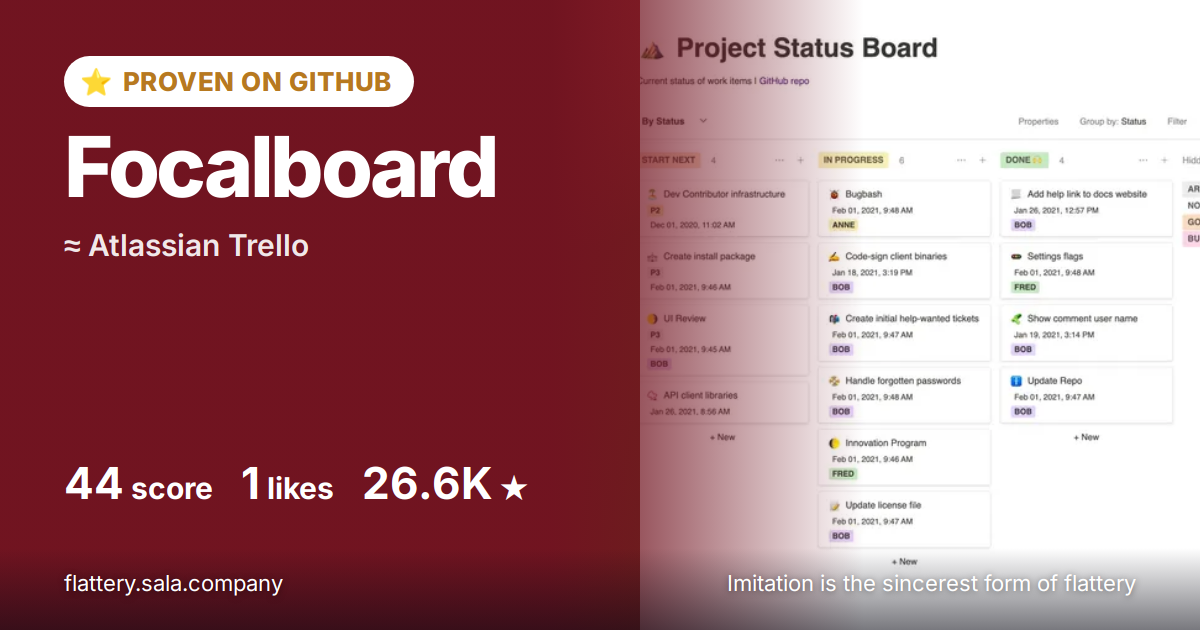 ⭐ PROVEN ON GITHUB
Focalboard
≈ Atlassian Trello
44 score 1 likes 26.6K ★
flattery.sala.company
Project Status Board
Current status of work items | GitHub repo
By Status
Properties Group by: Status Filter
START NEXT 4 ... +
Dev Contributor infrastructure
P2
Dec 01, 2020, 11:02 AM
Create install package
P3
Feb 01, 2021, 9:46 AM
UI Review
P3
Feb 01, 2021, 9:45 AM
BOB
API client libraries
Jan 26, 2021, 8:56 AM
+ New
IN PROGRESS 6 ... +
Bugbash
Feb 01, 2021, 9:48 AM
ANNE
Code-sign client binaries
Jan 18, 2021, 3:19 PM
BOB
Create initial help-wanted tickets
Feb 01, 2021, 9:47 AM
BOB
Handle forgotten passwords
Feb 01, 2021, 9:48 AM
BOB
Innovation Program
Feb 01, 2021, 9:46 AM
FRED
Update license file
Feb 01, 2021, 9:47 AM
BOB
+ New
DONE 4 ... +
Add help link to docs website
Jan 26, 2021, 12:57 PM
BOB
Settings flags
Feb 01, 2021, 9:48 AM
FRED
Show comment user name
Jan 19, 2021, 3:14 PM
BOB
Update Repo
Feb 01, 2021, 9:47 AM
BOB
+ New
Hidd
AR
NO
GO
BU
Imitation is the sincerest form of flattery